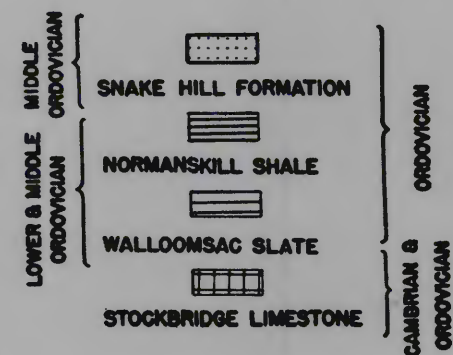 MIDDLE
ORDOVICIAN
SNAKE HILL FORMATION
LOWER & MIDDLE
ORDOVICIAN
NORMANSKILL SHALE
WALLOOMSAC SLATE
ORDOVICIAN
STOCKBRIDGE LIMESTONE
CAMBRIAN &
ORDOVICIAN